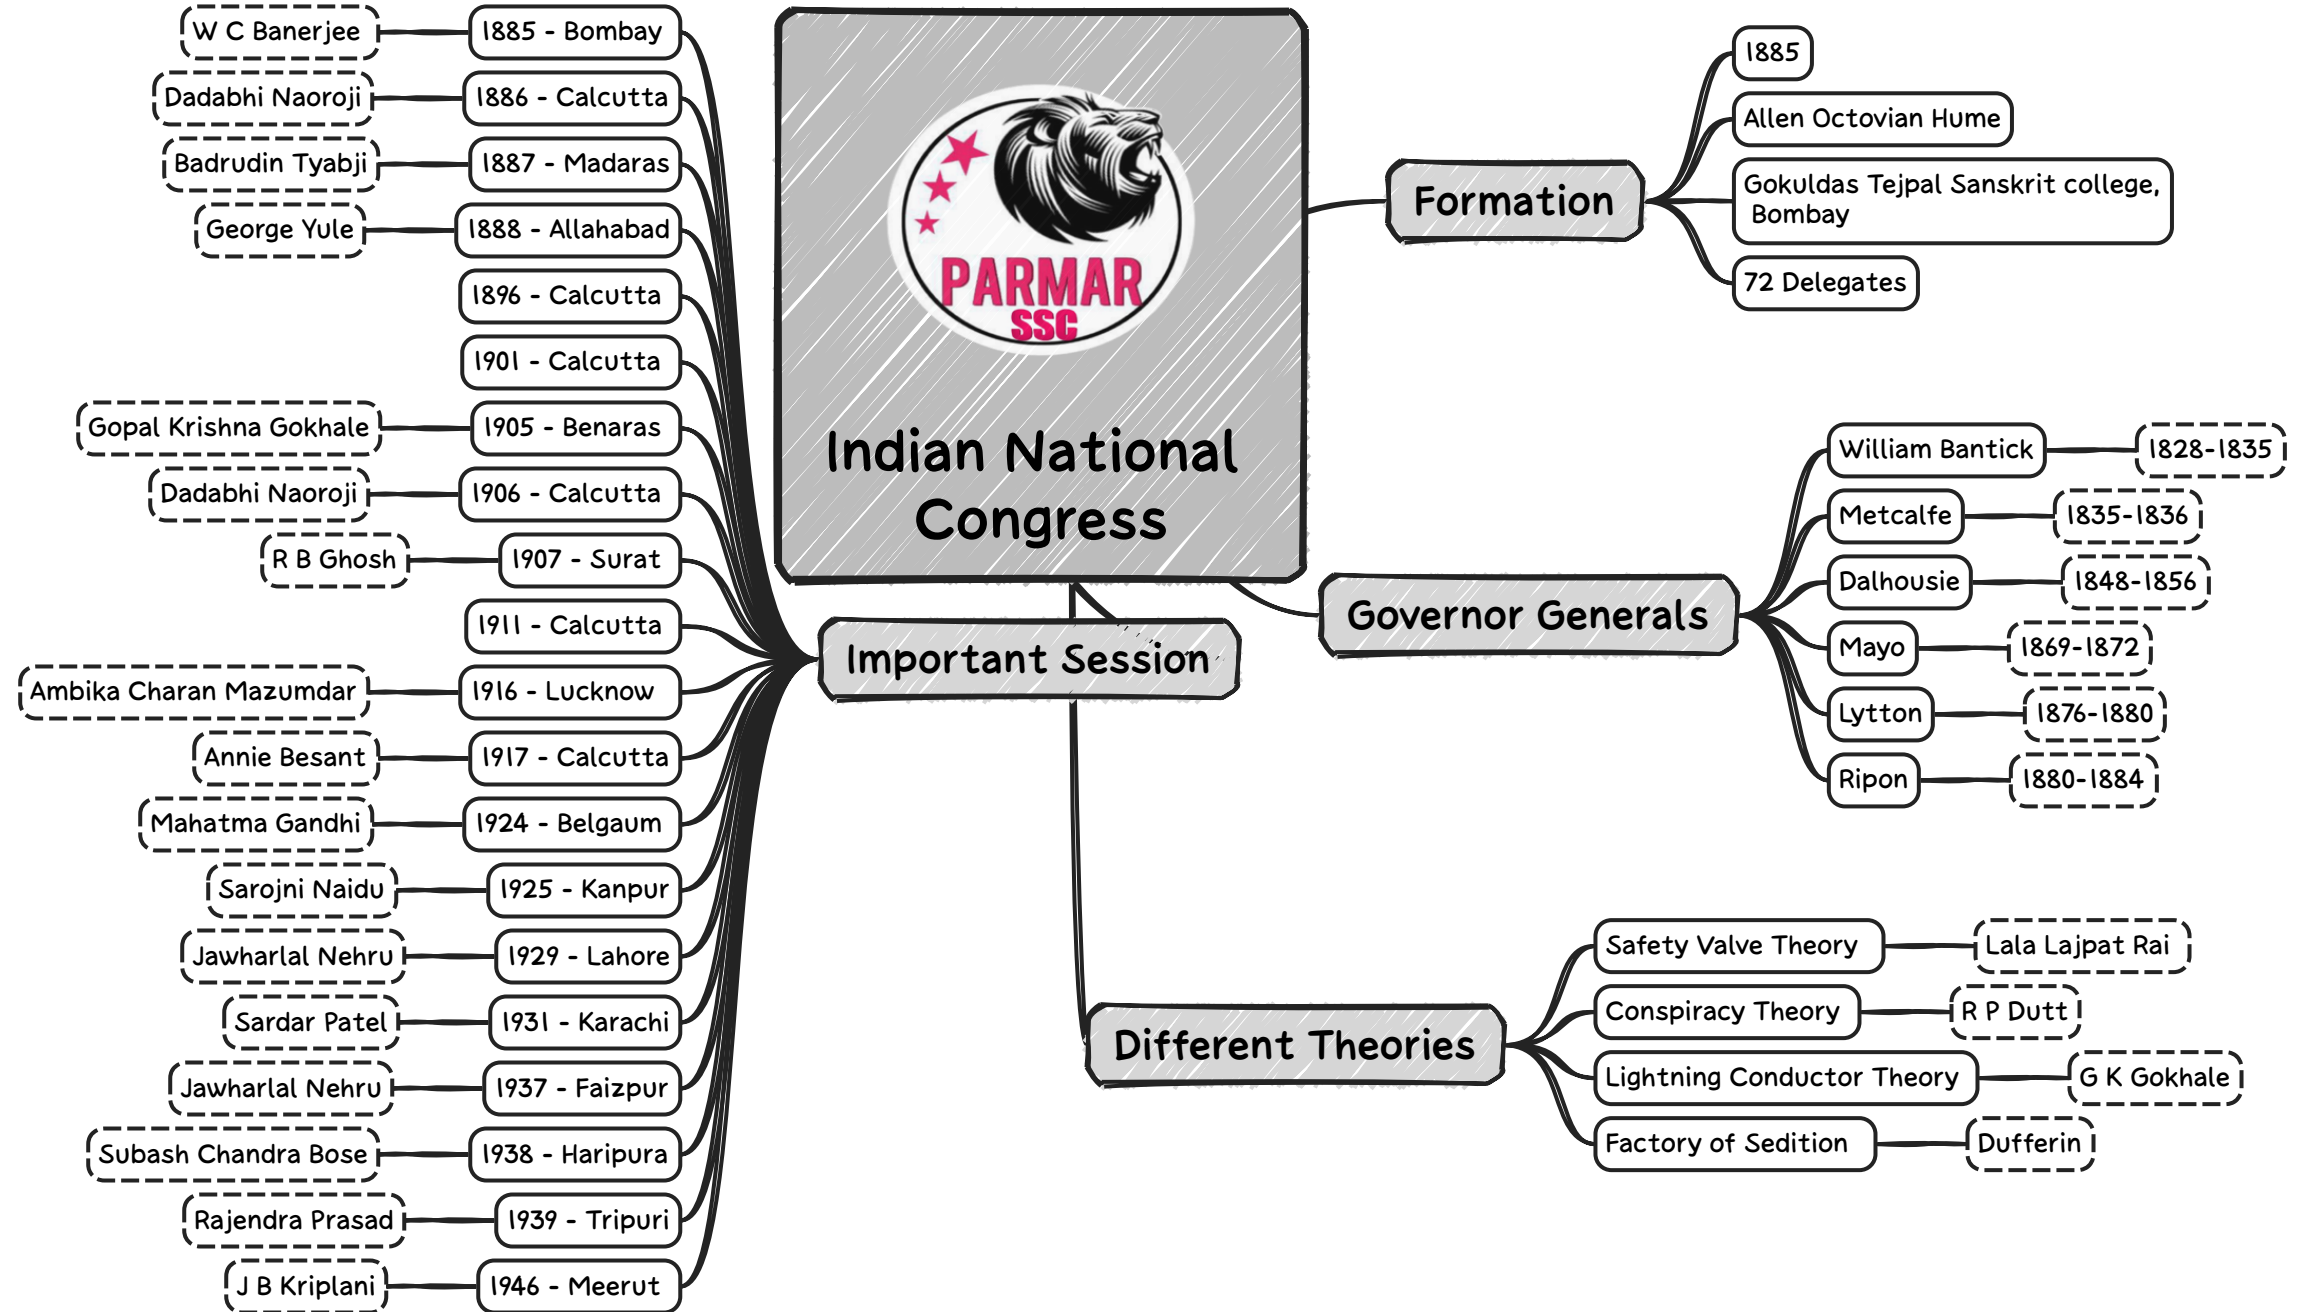 PARMAR
SSC
Indian National
Congress
Formation
1885
Allen Octovian Hume
Gokuldas Tejpal Sanskrit college,
Bombay
72 Delegates
Governor Generals
William Bantick
1828-1835
Metcalfe
1835-1836
Dalhousie
1848-1856
Mayo
1869-1872
Lytton
1876-1880
Ripon
1880-1884
Different Theories
Safety Valve Theory
Lala Lajpat Rai
Conspiracy Theory
R P Dutt
Lightning Conductor Theory
G K Gokhale
Factory of Sedition
Dufferin
Important Session
1885 - Bombay
W C Banerjee
1886 - Calcutta
Dadabhi Naoroji
1887 - Madaras
Badrudin Tyabji
1888 - Allahabad
George Yule
1896 - Calcutta
1901 - Calcutta
1905 - Benaras
Gopal Krishna Gokhale
1906 - Calcutta
Dadabhi Naoroji
1907 - Surat
R B Ghosh
1911 - Calcutta
1916 - Lucknow
Ambika Charan Mazumdar
1917 - Calcutta
Annie Besant
1924 - Belgaum
Mahatma Gandhi
1925 - Kanpur
Sarojni Naidu
1929 - Lahore
Jawharlal Nehru
1931 - Karachi
Sardar Patel
1937 - Faizpur
Jawharlal Nehru
1938 - Haripura
Subash Chandra Bose
1939 - Tripuri
Rajendra Prasad
1946 - Meerut
J B Kriplani